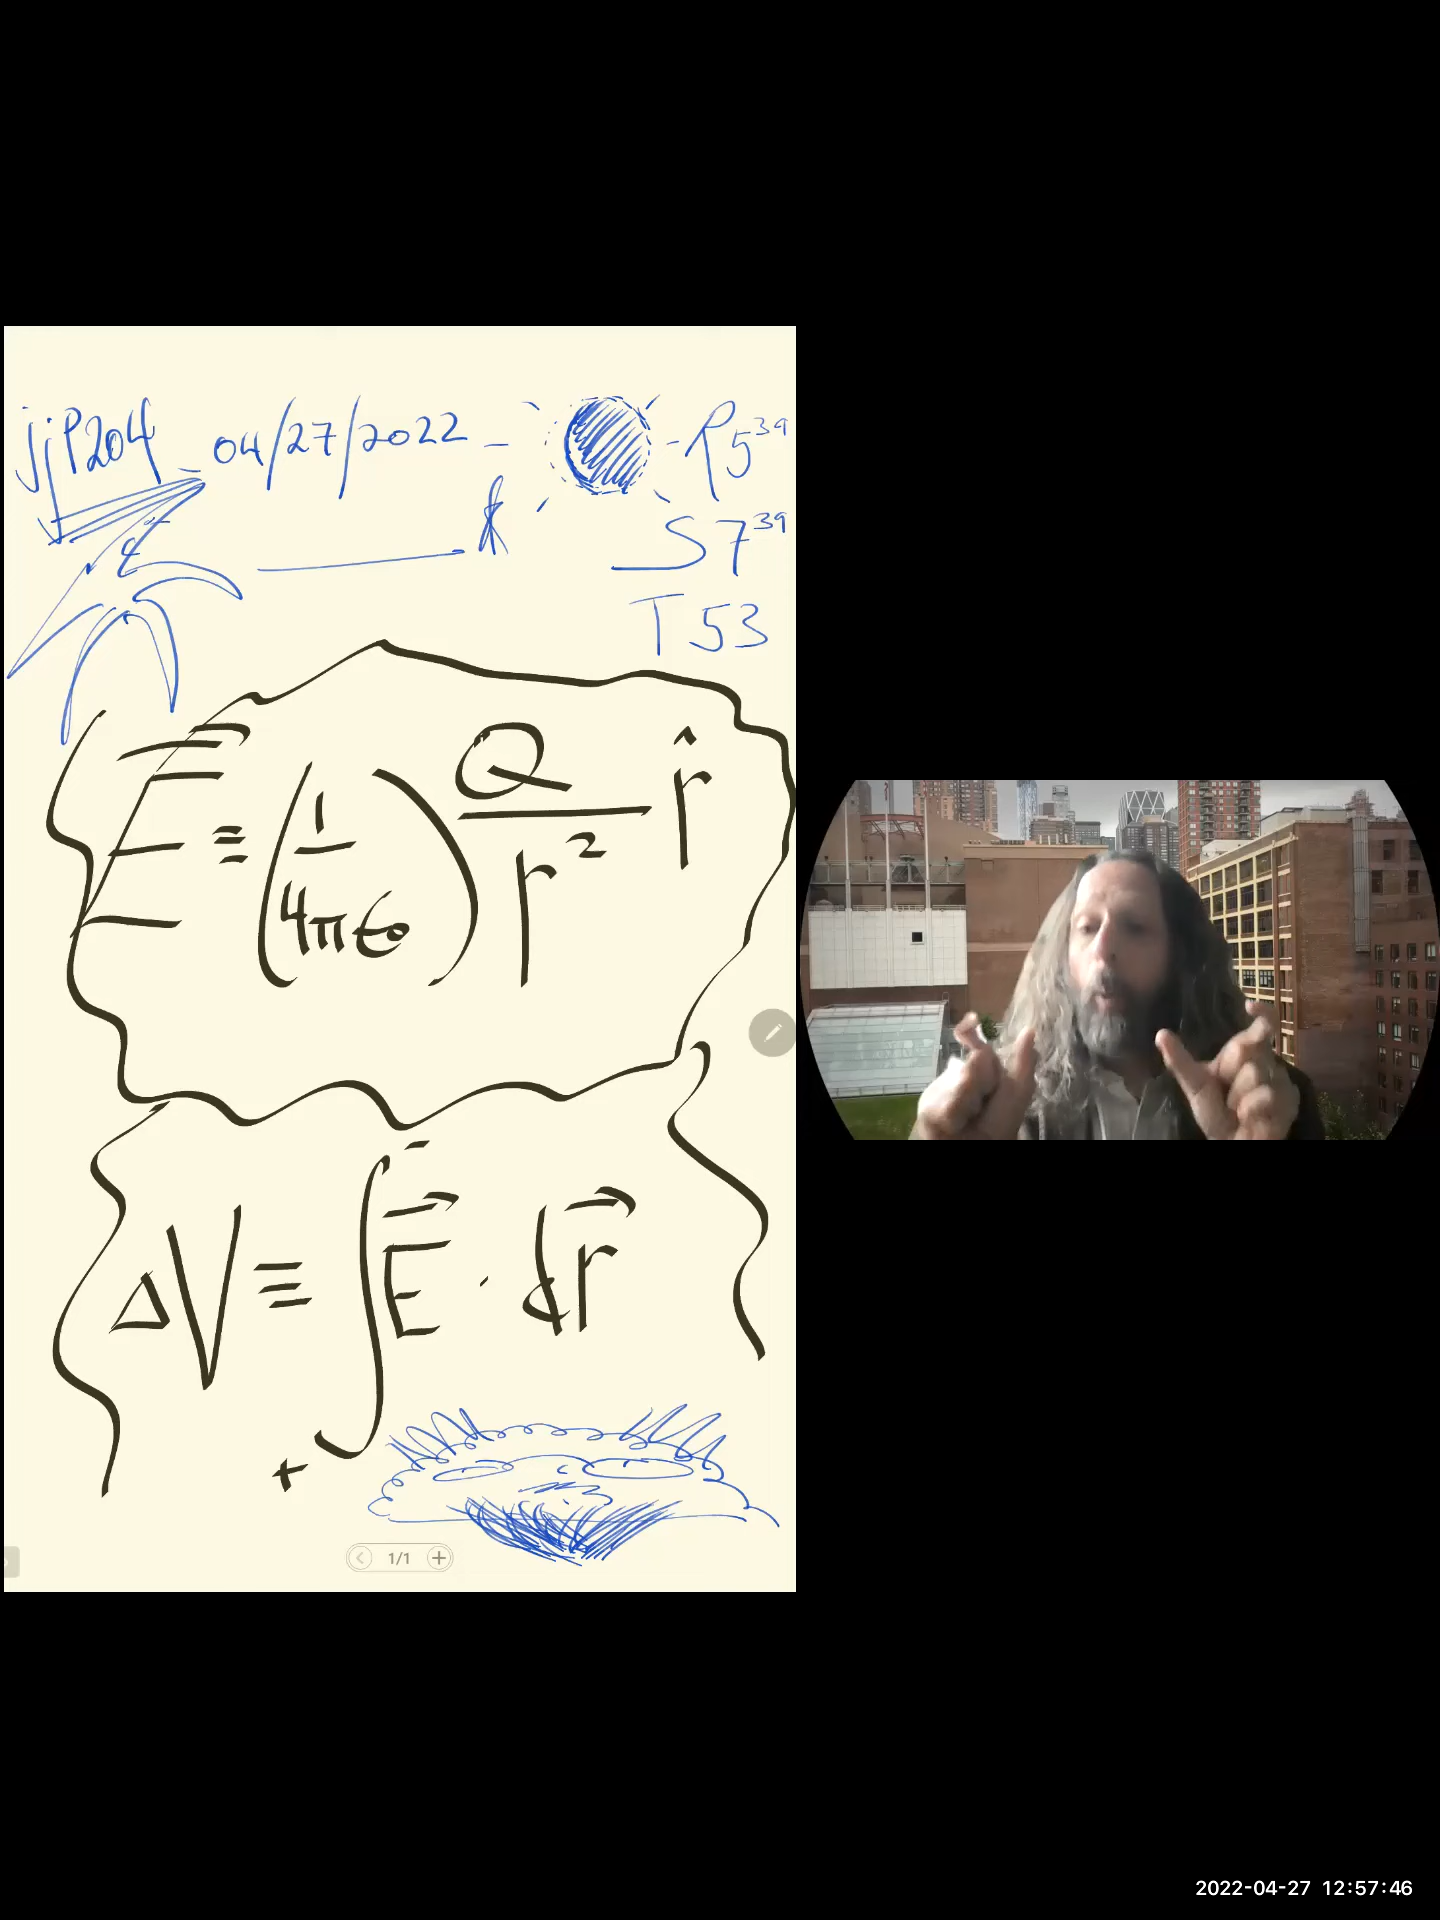 jjP204 04/27/2022 R5³⁹
S7³⁹
T53
E⃗ ≡ (1/4πε₀) Q/r² r̂
ΔV ≡ ∫ E⃗ · dr⃗
-
+
1/1
2022-04-27 12:57:46